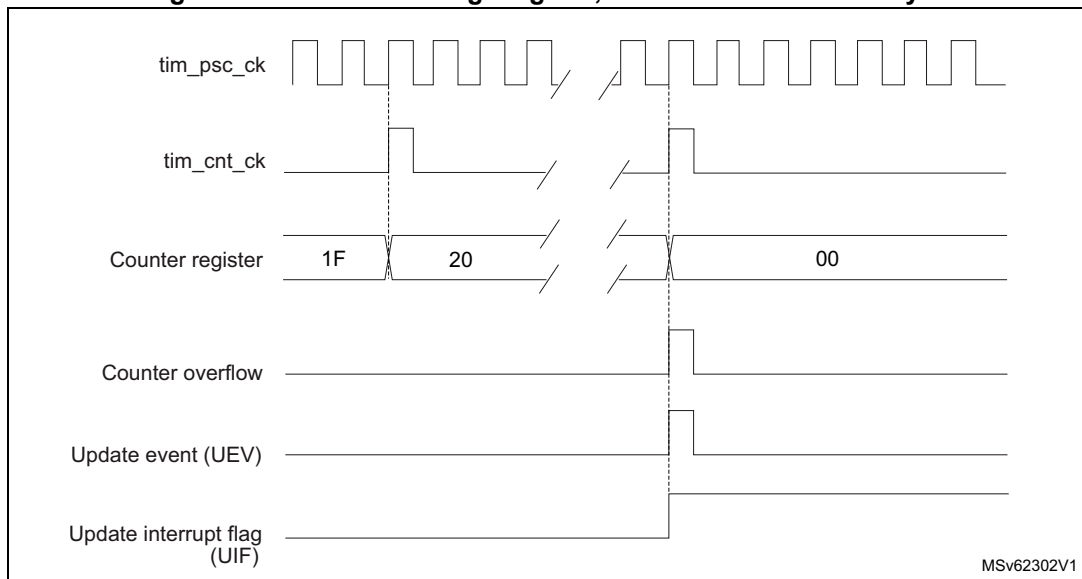 tim_psc_ck
tim_cnt_ck
Counter register
1F
20
00
Counter overflow
Update event (UEV)
Update interrupt flag
(UIF)
MSv62302V1